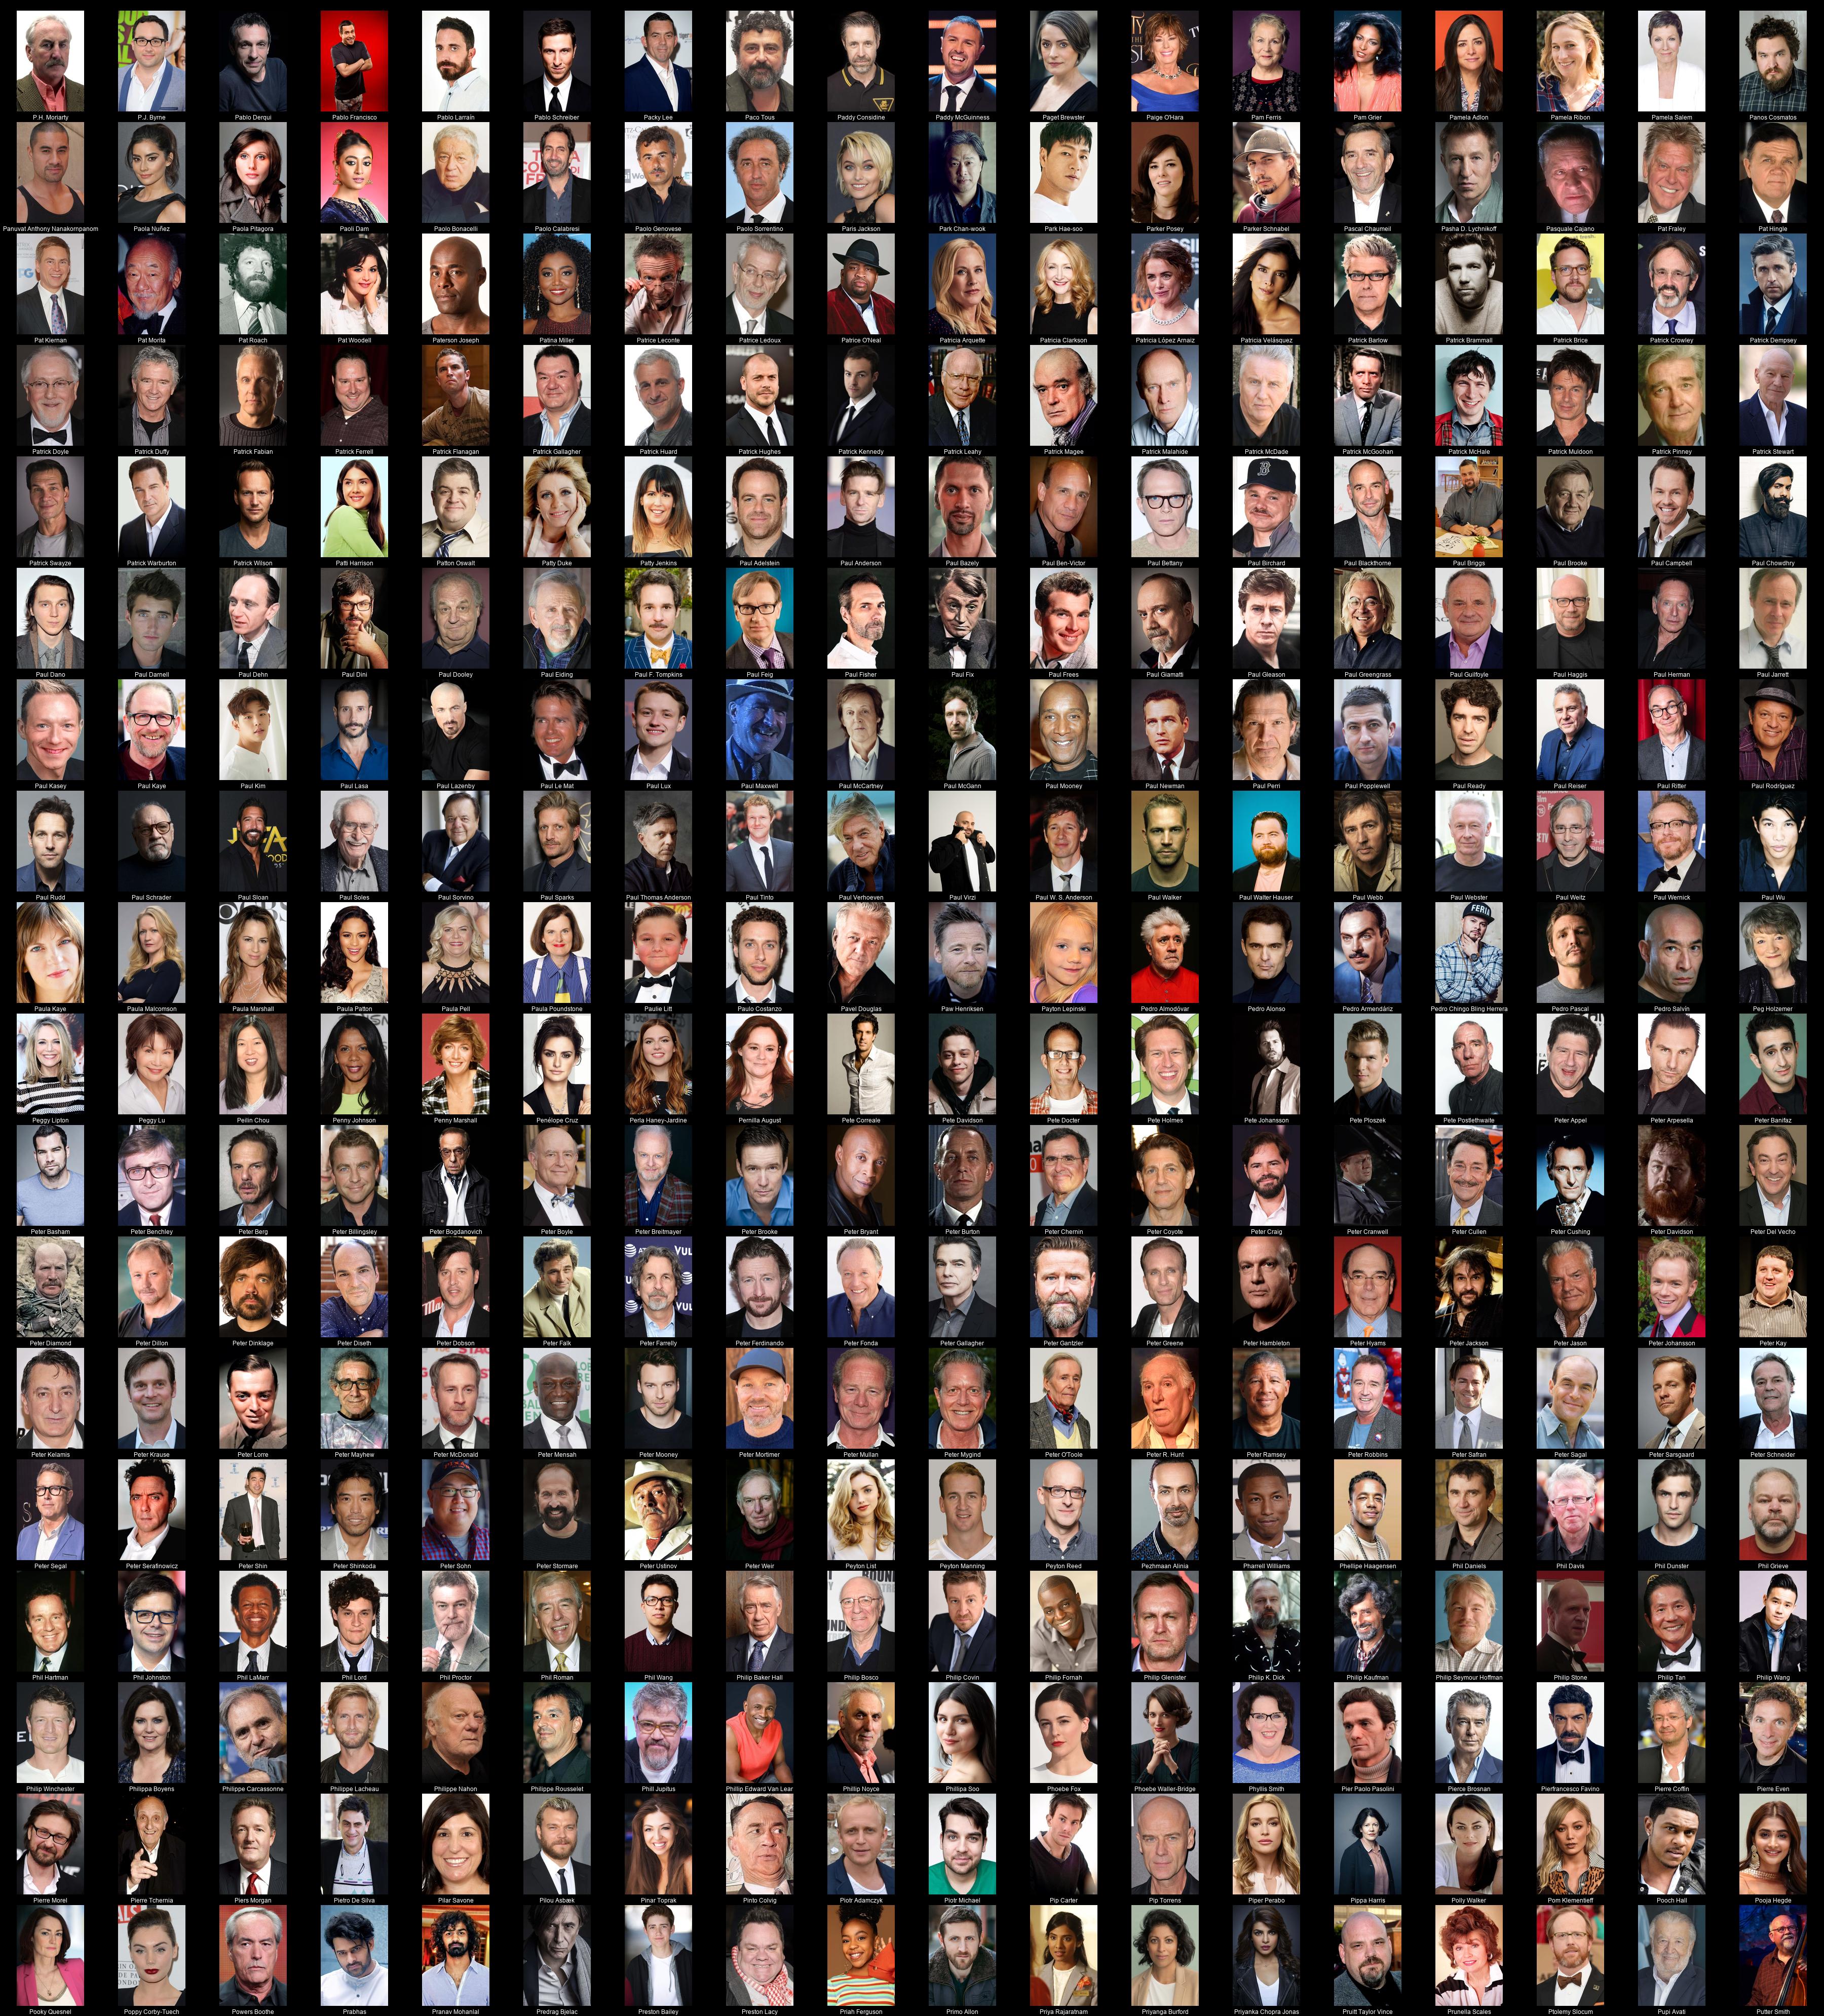 P.H. Moriarty P.J. Byrne Pablo Derqui Pablo Francisco Pablo Larraín Pablo Schreiber Packy Lee Paco Tous Paddy Considine Paddy McGuinness Paget Brewster Paige O'Hara Pam Ferris Pam Grier Pamela Adlon Pamela Ribon Pamela Salem Panos Cosmatos
Panuvat Anthony Nanakornpanom Paola Nuñez Paola Pitagora Paoli Dam Paolo Bonacelli Paolo Calabresi Paolo Genovese Paolo Sorrentino Paris Jackson Park Chan-wook Park Hae-soo Parker Posey Parker Schnabel Pascal Chaumeil Pasha D. Lychnikoff Pasquale Cajano Pat Fraley Pat Hingle
Pat Kiernan Pat Morita Pat Roach Pat Woodell Paterson Joseph Patina Miller Patrice Leconte Patrice Ledoux Patrice O'Neal Patricia Arquette Patricia Clarkson Patricia López Arnaiz Patricia Velásquez Patrick Barlow Patrick Brammall Patrick Brice Patrick Crowley Patrick Dempsey
Patrick Doyle Patrick Duffy Patrick Fabian Patrick Ferrell Patrick Flanagan Patrick Gallagher Patrick Huard Patrick Hughes Patrick Kennedy Patrick Leahy Patrick Magee Patrick Malahide Patrick McDade Patrick McGoohan Patrick McHale Patrick Muldoon Patrick Pinney Patrick Stewart
Patrick Swayze Patrick Warburton Patrick Wilson Patti Harrison Patton Oswalt Patty Duke Patty Jenkins Paul Adelstein Paul Anderson Paul Bazely Paul Ben-Victor Paul Bettany Paul Birchard Paul Blackthorne Paul Briggs Paul Brooke Paul Campbell Paul Chowdhry
Paul Dano Paul Darnell Paul Dehn Paul Dini Paul Dooley Paul Eiding Paul F. Tompkins Paul Feig Paul Fisher Paul Fix Paul Frees Paul Giamatti Paul Gleason Paul Greengrass Paul Guilfoyle Paul Haggis Paul Herman Paul Jarrett
Paul Kasey Paul Kaye Paul Kim Paul Lasa Paul Lazenby Paul Le Mat Paul Lux Paul Maxwell Paul McCartney Paul McGann Paul Mooney Paul Newman Paul Perri Paul Popplewell Paul Ready Paul Reiser Paul Ritter Paul Rodríguez
Paul Rudd Paul Schrader Paul Sloan Paul Soles Paul Sorvino Paul Sparks Paul Thomas Anderson Paul Tinto Paul Verhoeven Paul Virzi Paul W. S. Anderson Paul Walker Paul Walter Hauser Paul Webb Paul Webster Paul Weitz Paul Wernick Paul Wu
Paula Kaye Paula Malcomson Paula Marshall Paula Patton Paula Pell Paula Poundstone Paulie Litt Paulo Costanzo Pavel Douglas Paw Henriksen Payton Lepinski Pedro Almodóvar Pedro Alonso Pedro Armendáriz Pedro Chingo Bling Herrera Pedro Pascal Pedro Salvín Peg Holzemer
Peggy Lipton Peggy Lu Peilin Chou Penny Johnson Penny Marshall Penélope Cruz Perla Haney-Jardine Pernilla August Pete Correale Pete Davidson Pete Docter Pete Holmes Pete Johansson Pete Ploszek Pete Postlethwaite Peter Appel Peter Arpesella Peter Banifaz
Peter Basham Peter Benchley Peter Berg Peter Billingsley Peter Bogdanovich Peter Boyle Peter Breitmayer Peter Brooke Peter Bryant Peter Burton Peter Chernin Peter Coyote Peter Craig Peter Cranwell Peter Cullen Peter Cushing Peter Davidson Peter Del Vecho
Peter Diamond Peter Dillon Peter Dinklage Peter Diseth Peter Dobson Peter Falk Peter Farrelly Peter Ferdinando Peter Fonda Peter Gallagher Peter Gantzler Peter Greene Peter Hambleton Peter Hyams Peter Jackson Peter Jason Peter Johansson Peter Kay
Peter Kelamis Peter Krause Peter Lorre Peter Mayhew Peter McDonald Peter Mensah Peter Mooney Peter Mortimer Peter Mullan Peter Mygind Peter O'Toole Peter R. Hunt Peter Ramsey Peter Robbins Peter Safran Peter Sagal Peter Sarsgaard Peter Schneider
Peter Segal Peter Serafinowicz Peter Shin Peter Shinkoda Peter Sohn Peter Stormare Peter Ustinov Peter Weir Peyton List Peyton Manning Peyton Reed Pezhmaan Alinia Pharrell Williams Phellipe Haagensen Phil Daniels Phil Davis Phil Dunster Phil Grieve
Phil Hartman Phil Johnston Phil LaMarr Phil Lord Phil Proctor Phil Roman Phil Wang Philip Baker Hall Philip Bosco Philip Covin Philip Fornah Philip Glenister Philip K. Dick Philip Kaufman Philip Seymour Hoffman Philip Stone Philip Tan Philip Wang
Philip Winchester Philippa Boyens Philippe Carcassonne Philippe Lacheau Philippe Nahon Philippe Rousselet Phill Jupitus Phillip Edward Van Lear Phillip Noyce Phillipa Soo Phoebe Fox Phoebe Waller-Bridge Phyllis Smith Pier Paolo Pasolini Pierce Brosnan Pierfrancesco Favino Pierre Coffin Pierre Even
Pierre Morel Pierre Tchernia Piers Morgan Pietro De Silva Pilar Savone Pilou Asbæk Pinar Toprak Pinto Colvig Piotr Adamczyk Piotr Michael Pip Carter Pip Torrens Piper Perabo Pippa Harris Polly Walker Pom Klementieff Pooch Hall Pooja Hegde
Pooky Quesnel Poppy Corby-Tuech Powers Boothe Prabhas Pranav Mohanlal Predrag Bjelac Preston Bailey Preston Lacy Priah Ferguson Primo Allon Priya Rajaratnam Priyanga Burford Priyanka Chopra Jonas Pruitt Taylor Vince Prunella Scales Ptolemy Slocum Pupi Avati Putter Smith